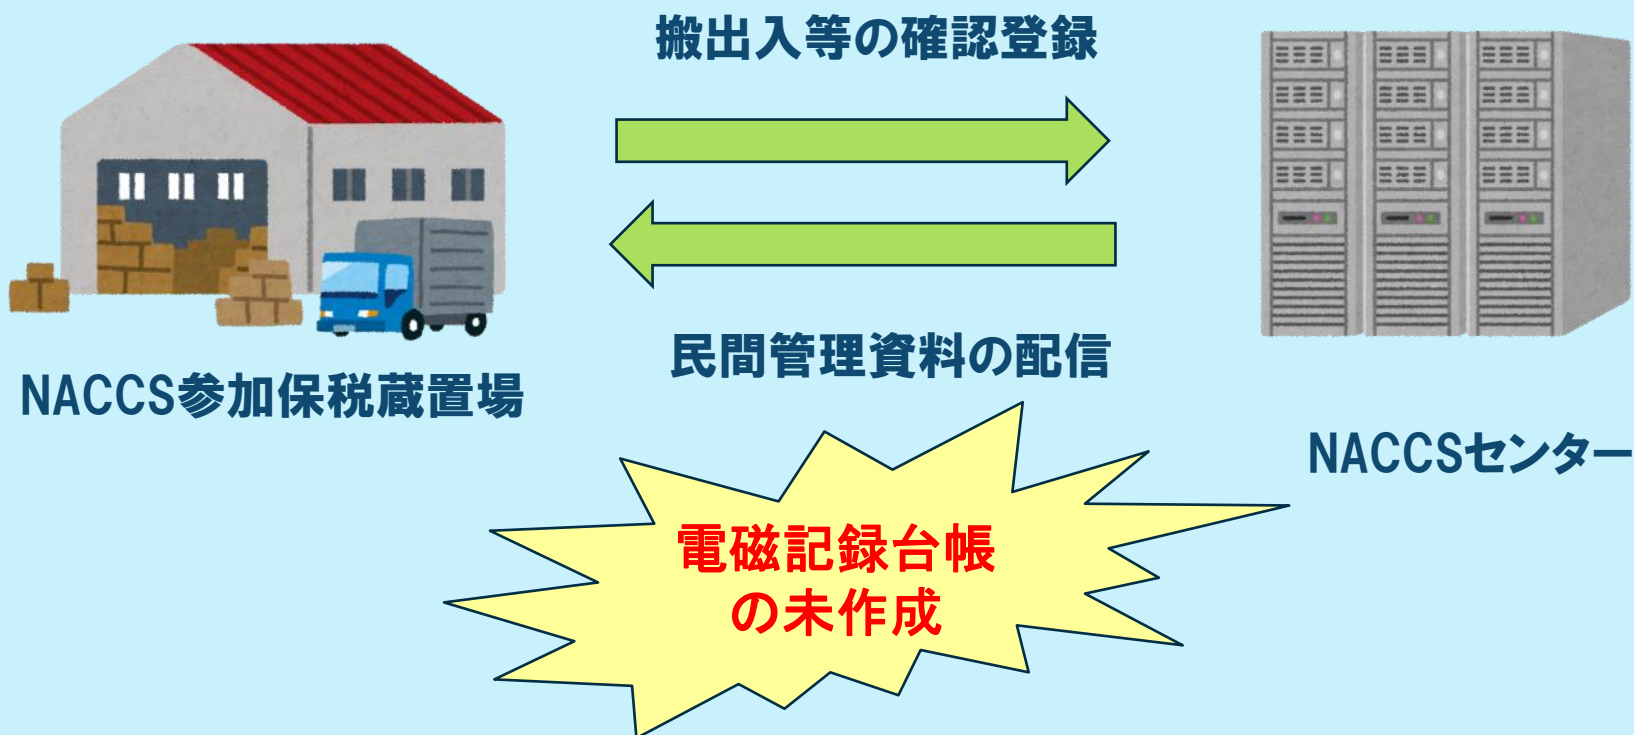 搬出入等の確認登録
民間管理資料の配信
NACCS参加保税蔵置場
NACCSセンター
電磁記録台帳
の未作成